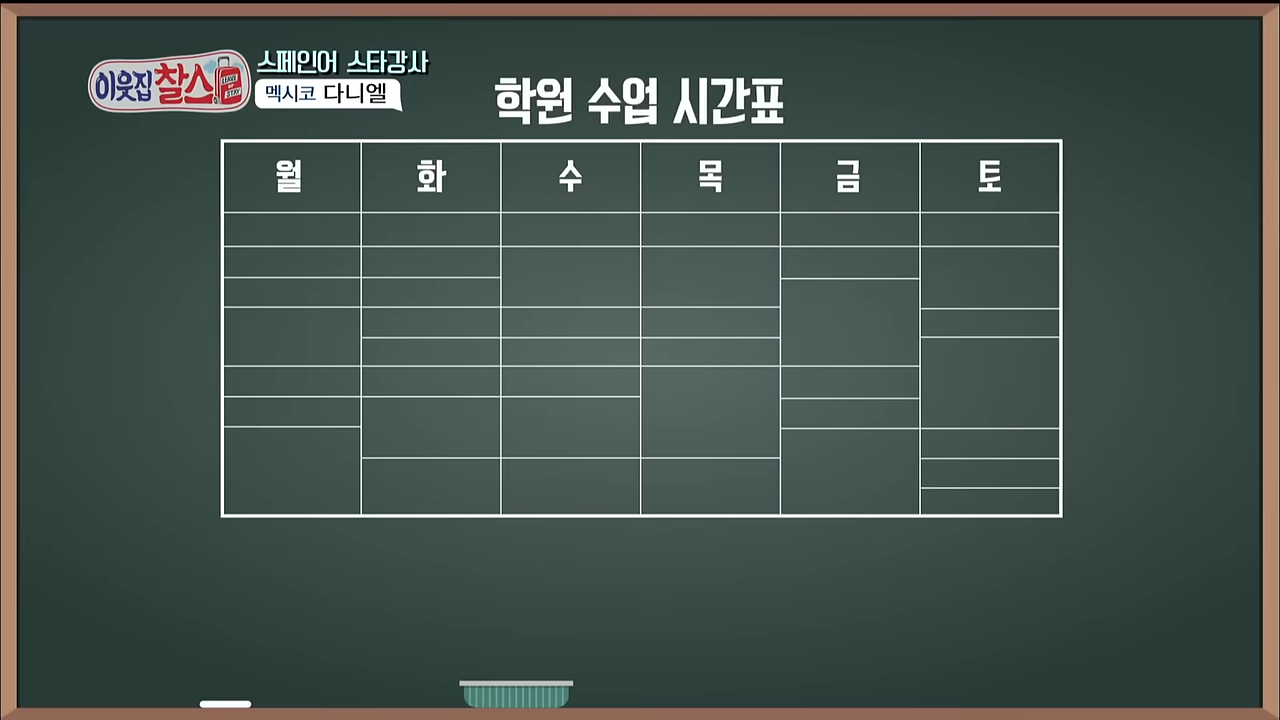 이웃집 찰스
LEAVE
OR
STAY
스페인어 스타강사
멕시코 다니엘
학원 수업 시간표
월 화 수 목 금 토